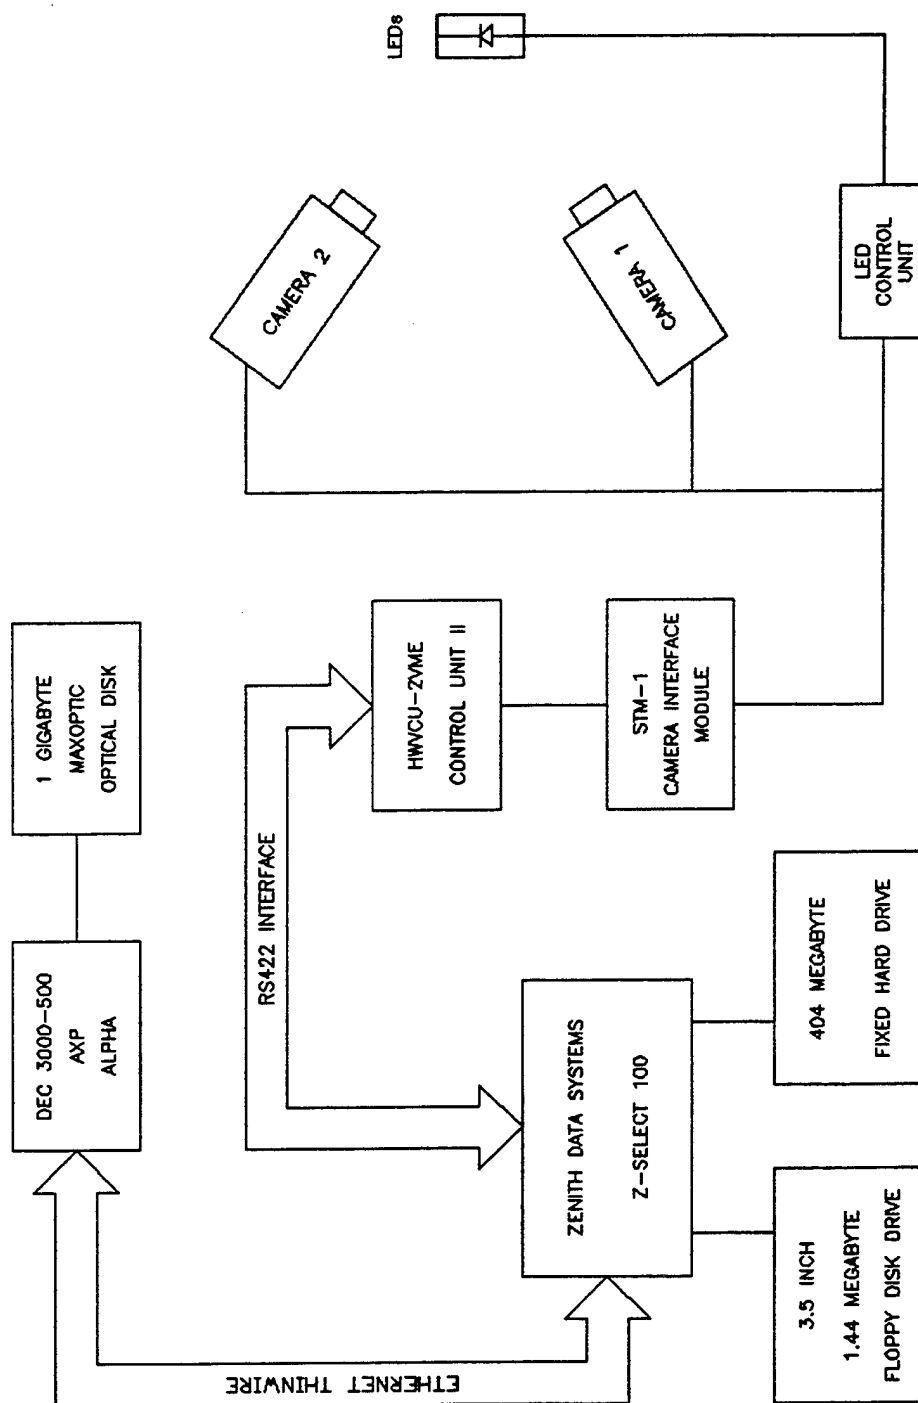 LEDs
CAMERA 2
CAMERA 1
LED
CONTROL
UNIT
1 GIGABYTE
MAXOPTIC
OPTICAL DISK
HWVCU-2VME
CONTROL UNIT II
STM-1
CAMERA INTERFACE
MODULE
DEC 3000-500
AXP
ALPHA
RS422 INTERFACE
ZENITH DATA SYSTEMS
Z-SELECT 100
404 MEGABYTE
FIXED HARD DRIVE
3.5 INCH
1.44 MEGABYTE
FLOPPY DISK DRIVE
ETHERNET THINWIRE